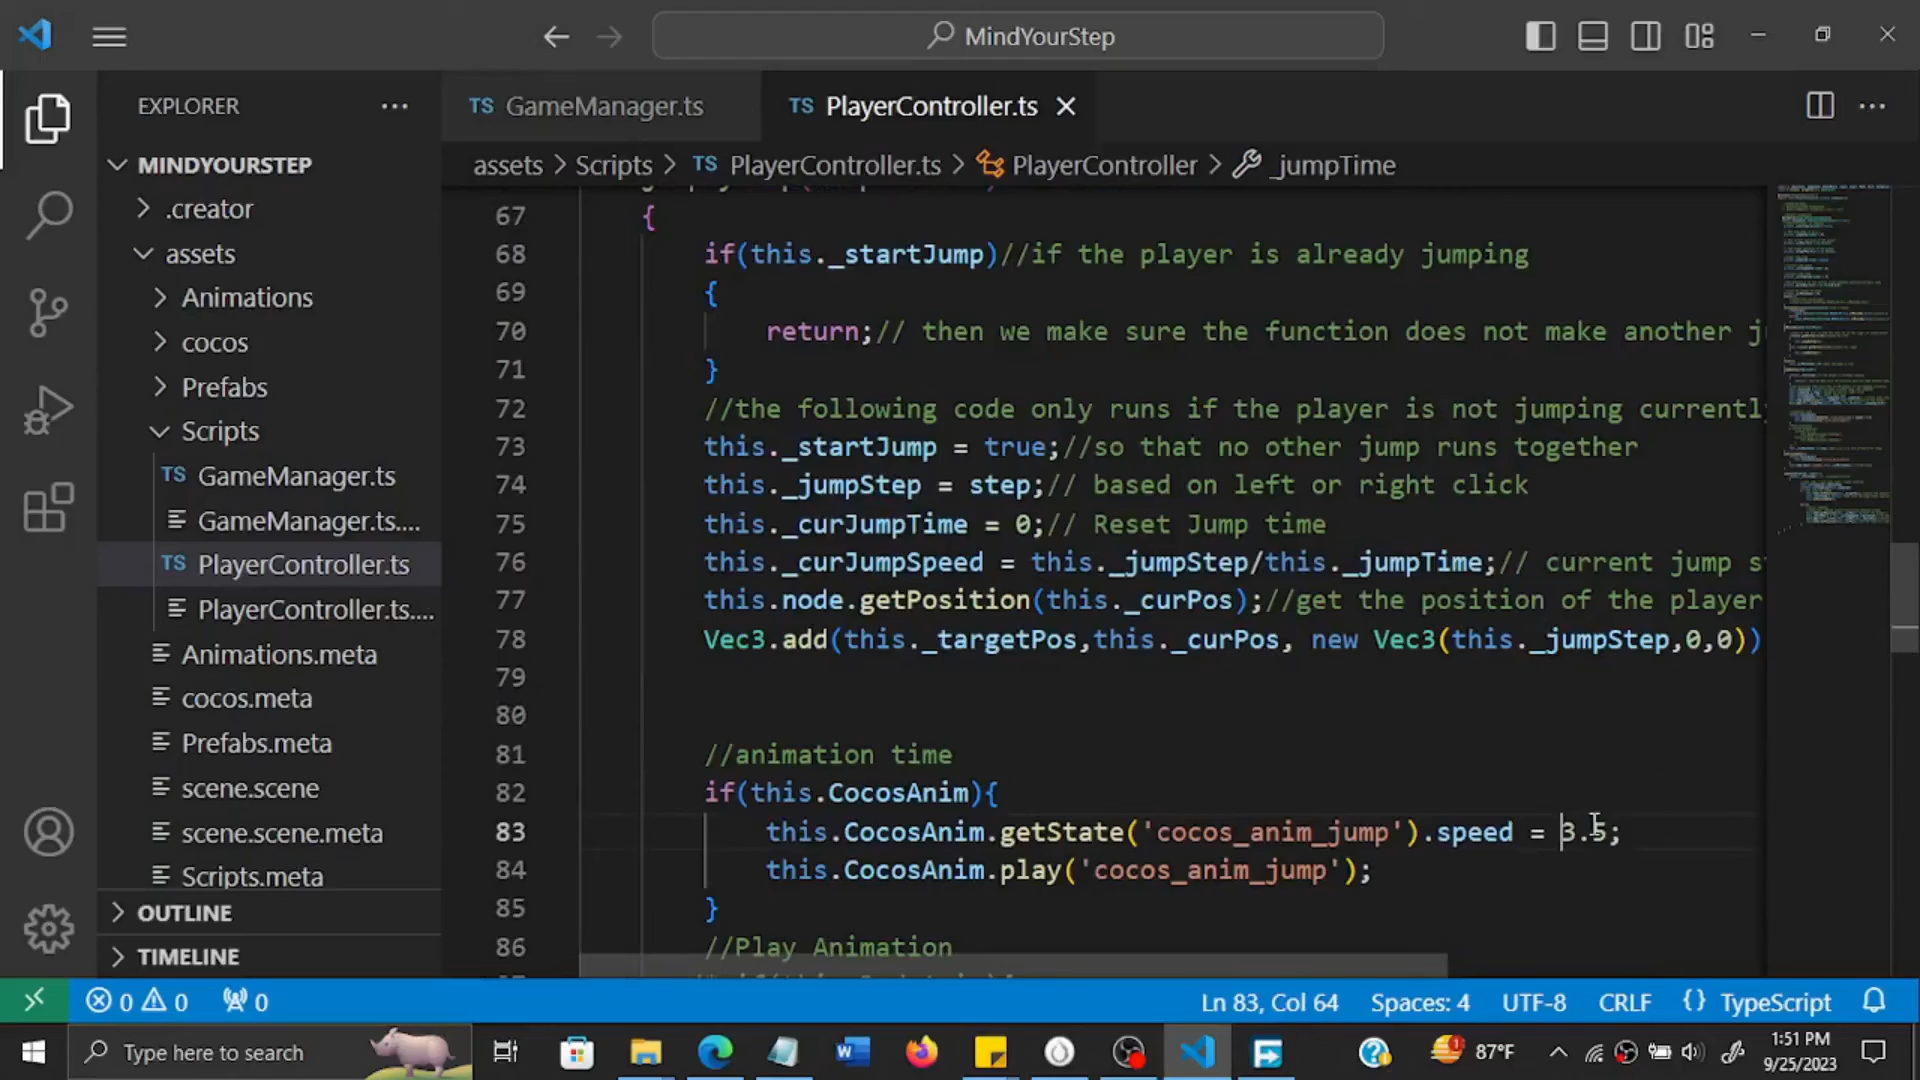 MindYourStep
EXPLORER
GameManager.ts
PlayerController.ts
MINDYOURSTEP
assets > Scripts > TS PlayerController.ts > PlayerController > _jumpTime
.creator
assets
Animations
cocos
Prefabs
Scripts
TS GameManager.ts
GameManager.ts....
TS PlayerController.ts
PlayerController.ts....
Animations.meta
cocos.meta
Prefabs.meta
scene.scene
scene.scene.meta
Scripts.meta
OUTLINE
TIMELINE
67 {
68 if(this._startJump)//if the player is already jumping
69 {
70 return;// then we make sure the function does not make another j
71 }
72 //the following code only runs if the player is not jumping currentl
73 this._startJump = true;//so that no other jump runs together
74 this._jumpStep = step;// based on left or right click
75 this._curJumpTime = 0;// Reset Jump time
76 this._curJumpSpeed = this._jumpStep/this._jumpTime;// current jump s
77 this.node.getPosition(this._curPos);//get the position of the player
78 Vec3.add(this._targetPos,this._curPos, new Vec3(this._jumpStep,0,0))
79
80
81 //animation time
82 if(this.CocosAnim){
83 this.CocosAnim.getState('cocos_anim_jump').speed = 3.5;
84 this.CocosAnim.play('cocos_anim_jump');
85 }
86 //Play Animation
0 0 0
Ln 83, Col 64 Spaces: 4 UTF-8 CRLF {} TypeScript
Type here to search
87°F
1:51 PM
9/25/2023